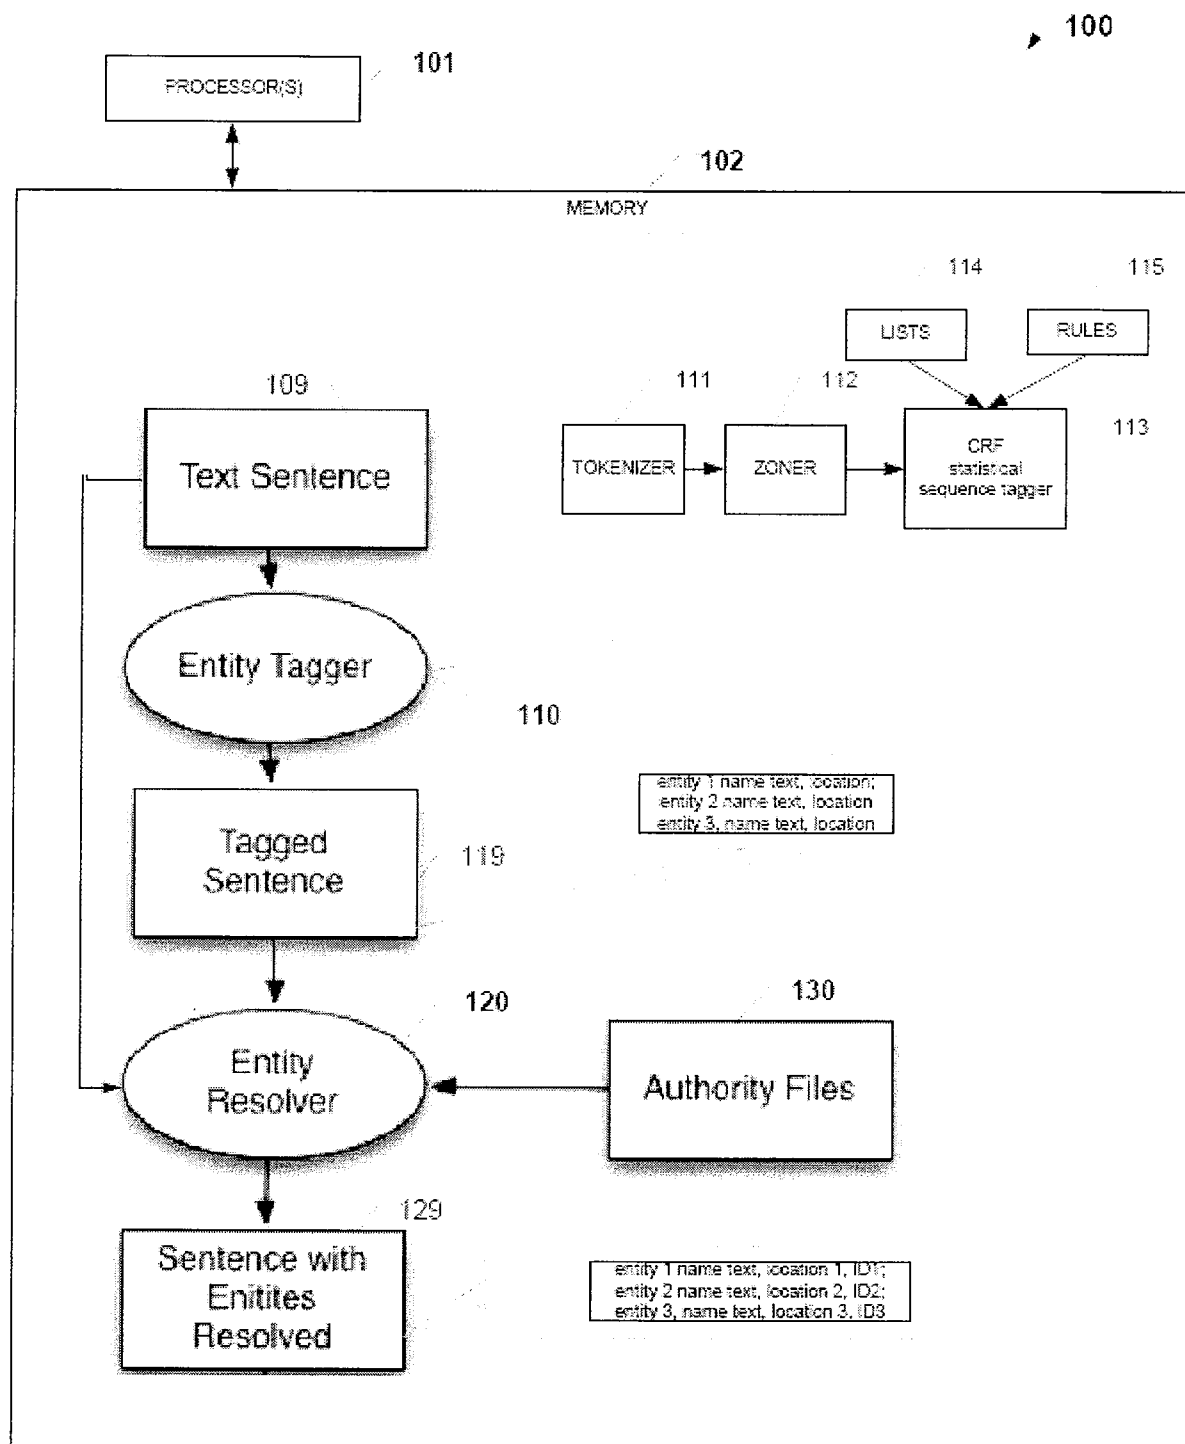 100
101
PROCESSOR(S)
102
MEMORY
114
115
LISTS
RULES
109
111
112
113
Text Sentence
TOKENIZER
ZONER
CRF
statistical
sequence tagger
Entity Tagger
110
entity 1 name text, location;
entity 2 name text, location
entity 3, name text, location
Tagged
Sentence
119
120
130
Entity
Resolver
Authority Files
129
Sentence with
Enitites
Resolved
entity 1 name text, location 1, ID1;
entity 2 name text, location 2, ID2;
entity 3, name text, location 3, ID3